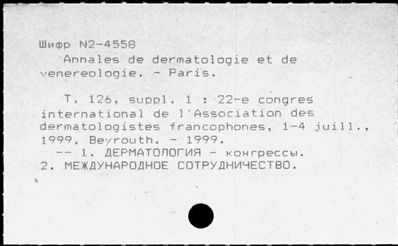 Шифр N2-4558
Annales de dermatologie et de
venereologie. - Paris.
T. 126, suppl. 1 : 22-e congres
international de l'Association des
dermatologistes francophones, 1-4 juill.,
1999, Beyrouth. - 1999.
-- 1. ДЕРМАТОЛОГИЯ - конгрессы.
2. МЕЖДУНАРОДНОЕ СОТРУДНИЧЕСТВО.